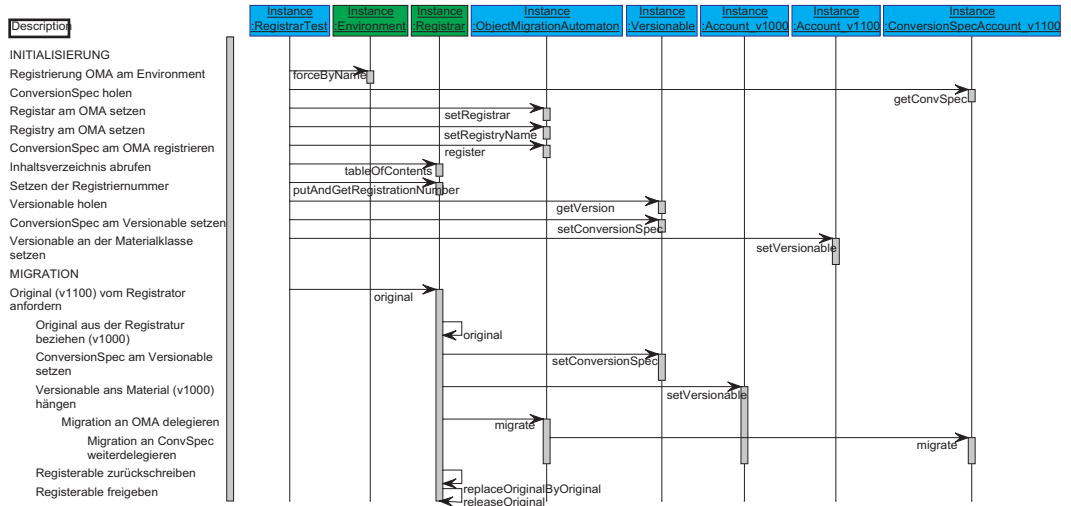 Description
Instance
:RegistrarTest
Instance
:Environment
Instance
:Registrar
Instance
:ObjectMigrationAutomaton
Instance
:Versionable
Instance
:Account_v1000
Instance
:Account_v1100
Instance
:ConversionSpecAccount_v1100
INITIALISIERUNG
Registrierung OMA am Environment
forceByName
ConversionSpec holen
getConvSpec
Registar am OMA setzen
setRegistrar
Registry am OMA setzen
setRegistryName
ConversionSpec am OMA registrieren
register
Inhaltsverzeichnis abrufen
tableOfContents
Setzen der Registriernummer
putAndGetRegistrationNumber
Versionable holen
getVersion
ConversionSpec am Versionable setzen
setConversionSpec
Versionable an der Materialklasse
setzen
setVersionable
MIGRATION
Original (v1100) vom Registrator
anfordern
original
Original aus der Registratur
beziehen (v1000)
original
ConversionSpec am Versionable
setzen
setConversionSpec
Versionable ans Material (v1000)
hängen
setVersionable
Migration an OMA delegieren
migrate
Migration an ConvSpec
weiterdelegieren
migrate
Registerable zurückschreiben
replaceOriginalByOriginal
Registerable freigeben
releaseOriginal